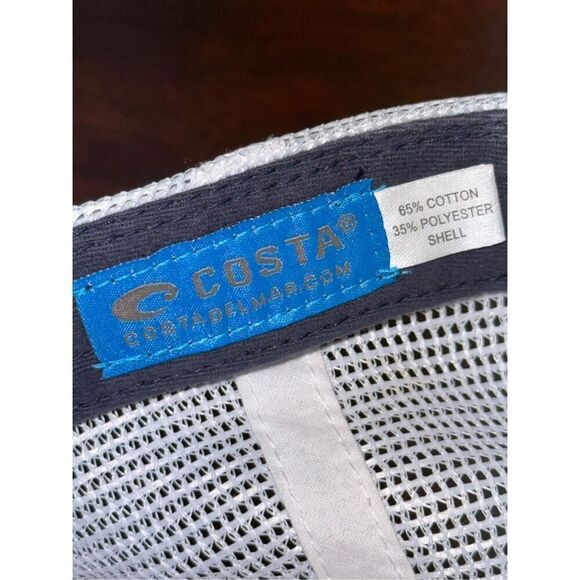 COSTA®
COSTADELMAR.COM
65% COTTON
35% POLYESTER
SHELL